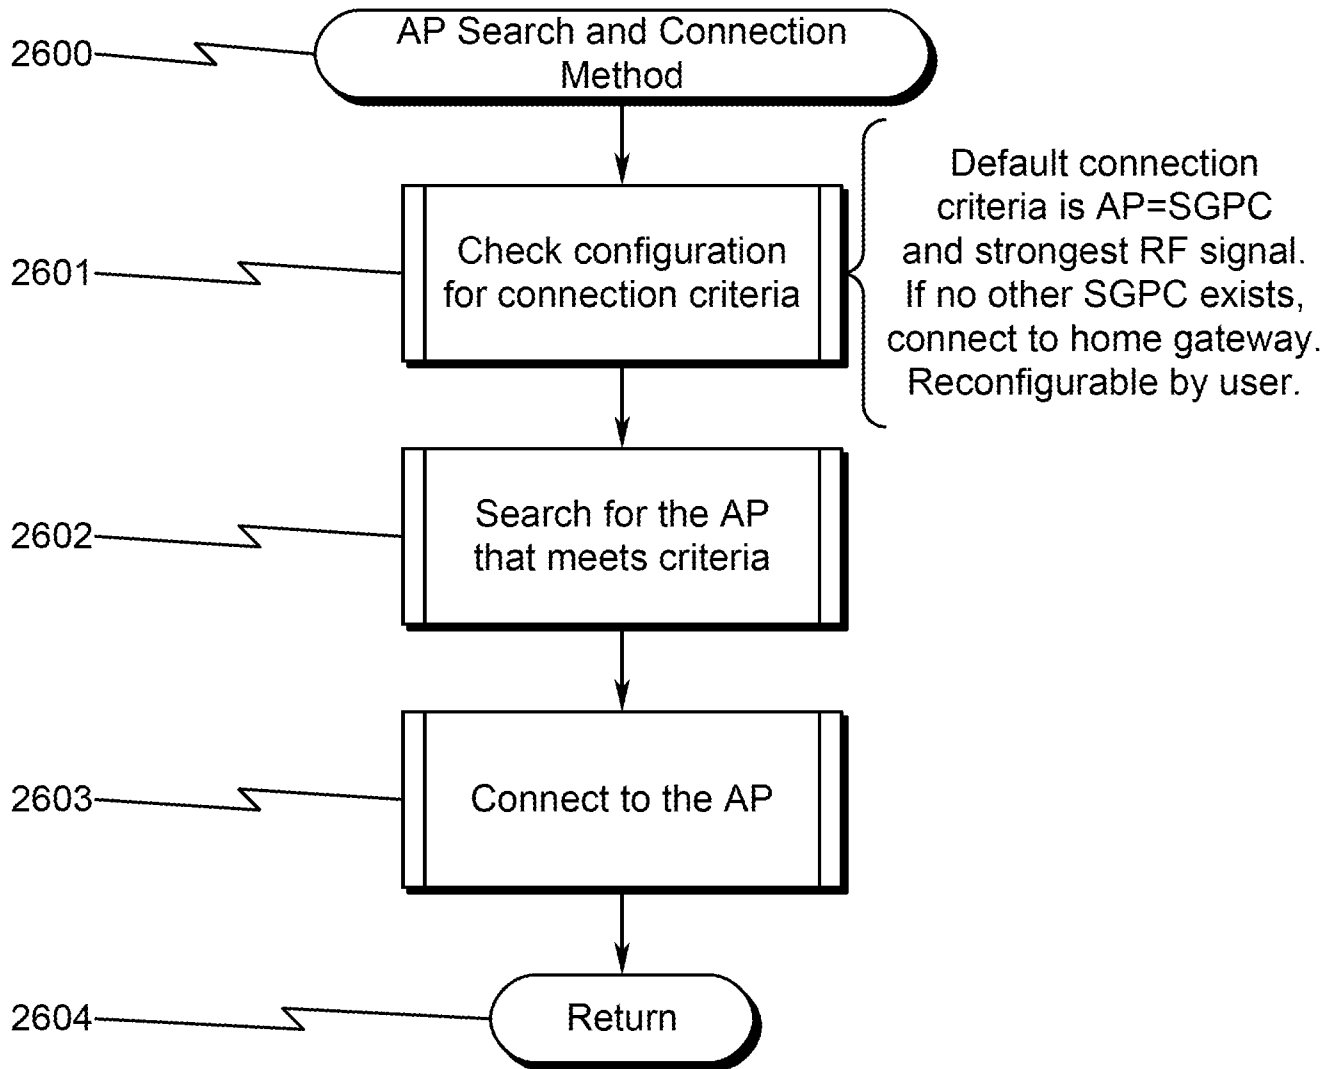 2600
AP Search and Connection
Method
2601
Check configuration
for connection criteria
Default connection
criteria is AP=SGPC
and strongest RF signal.
If no other SGPC exists,
connect to home gateway.
Reconfigurable by user.
2602
Search for the AP
that meets criteria
2603
Connect to the AP
2604
Return